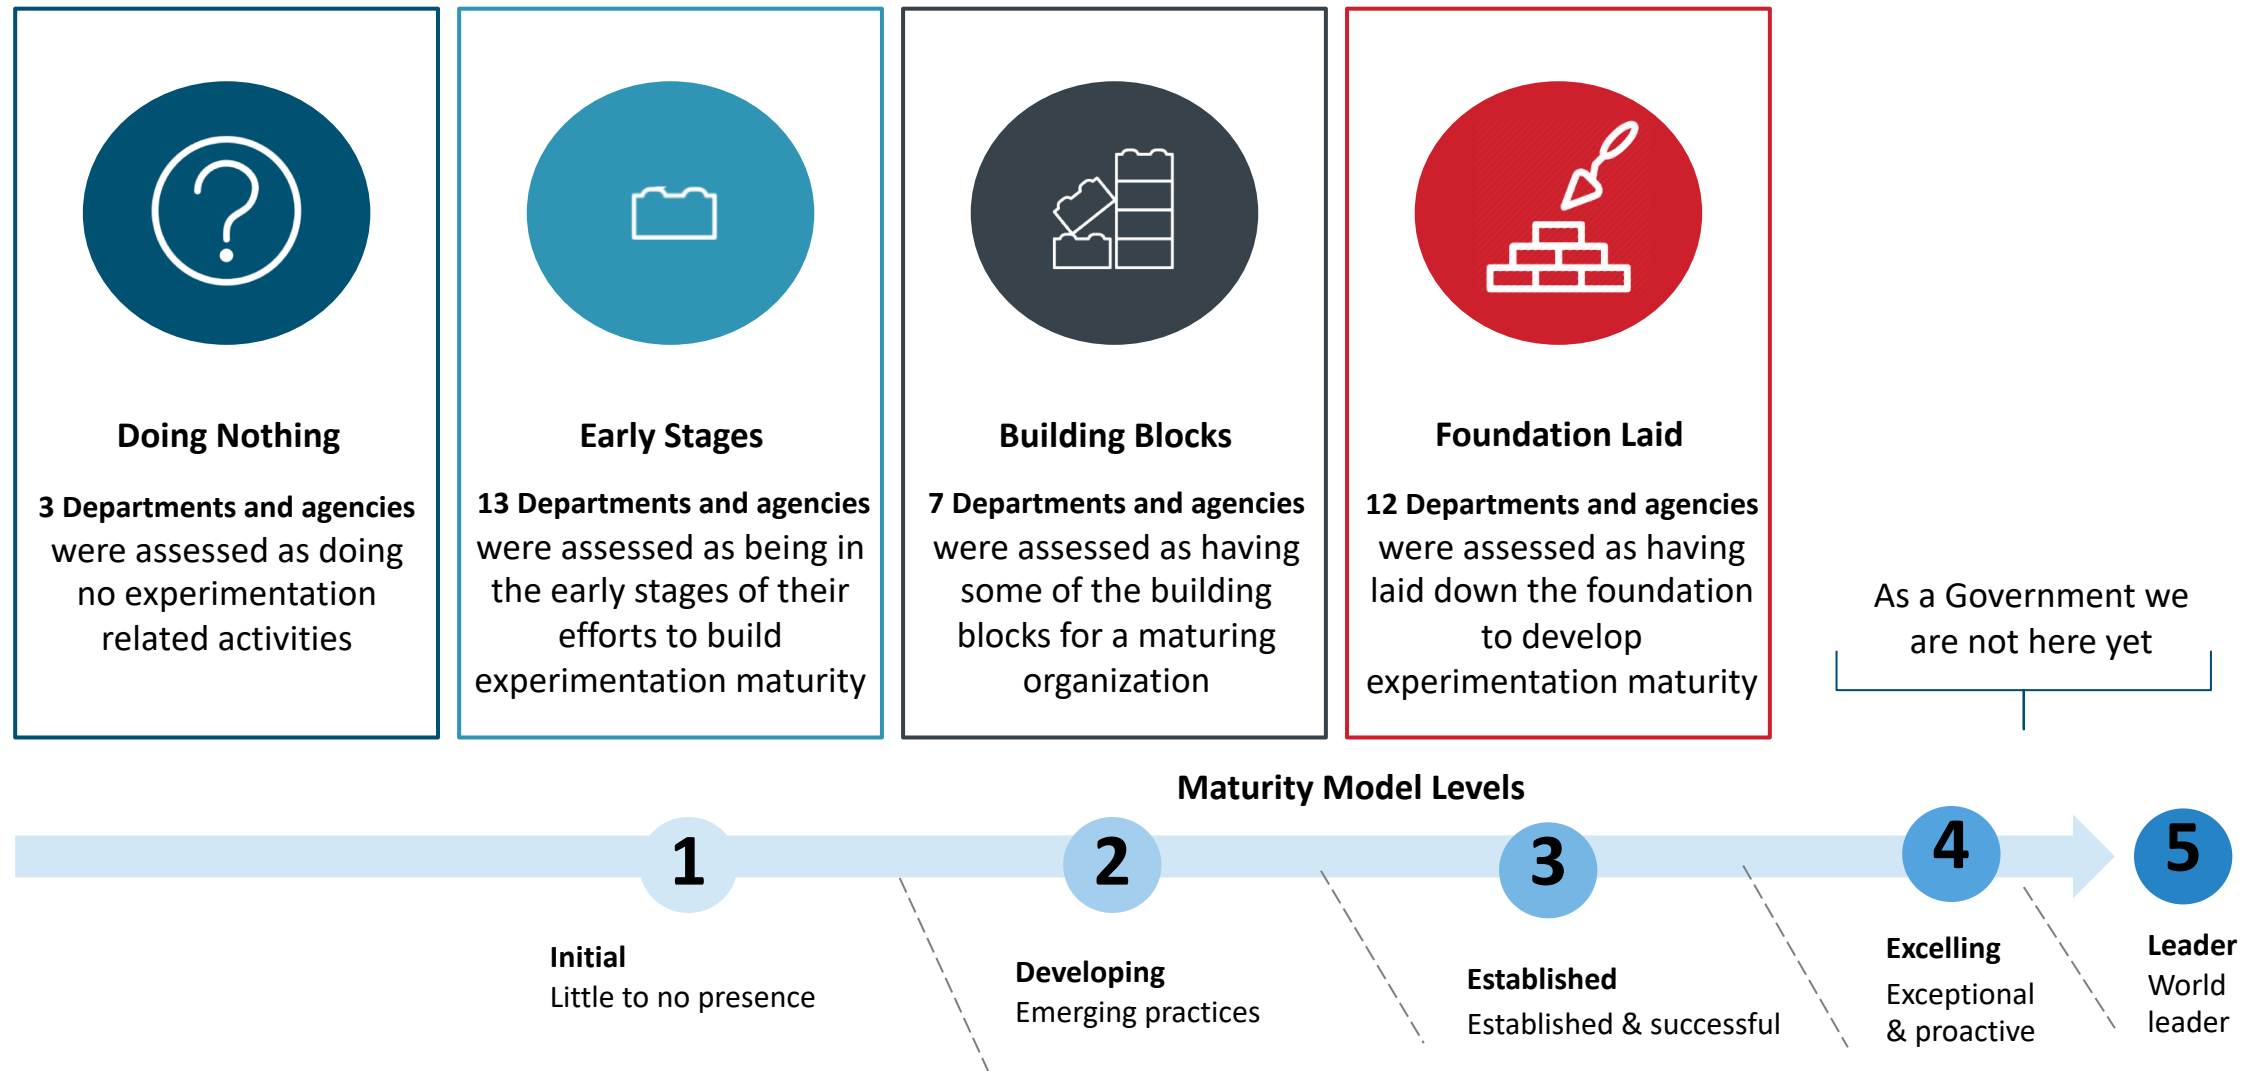 Doing Nothing
3 Departments and agencies
were assessed as doing
no experimentation
related activities
Early Stages
13 Departments and agencies
were assessed as being in
the early stages of their
efforts to build
experimentation maturity
Building Blocks
7 Departments and agencies
were assessed as having
some of the building
blocks for a maturing
organization
Foundation Laid
12 Departments and agencies
were assessed as having
laid down the foundation
to develop
experimentation maturity
As a Government we
are not here yet
Maturity Model Levels
1
Initial
Little to no presence
2
Developing
Emerging practices
3
Established
Established & successful
4
Excelling
Exceptional
& proactive
5
Leader
World
leader